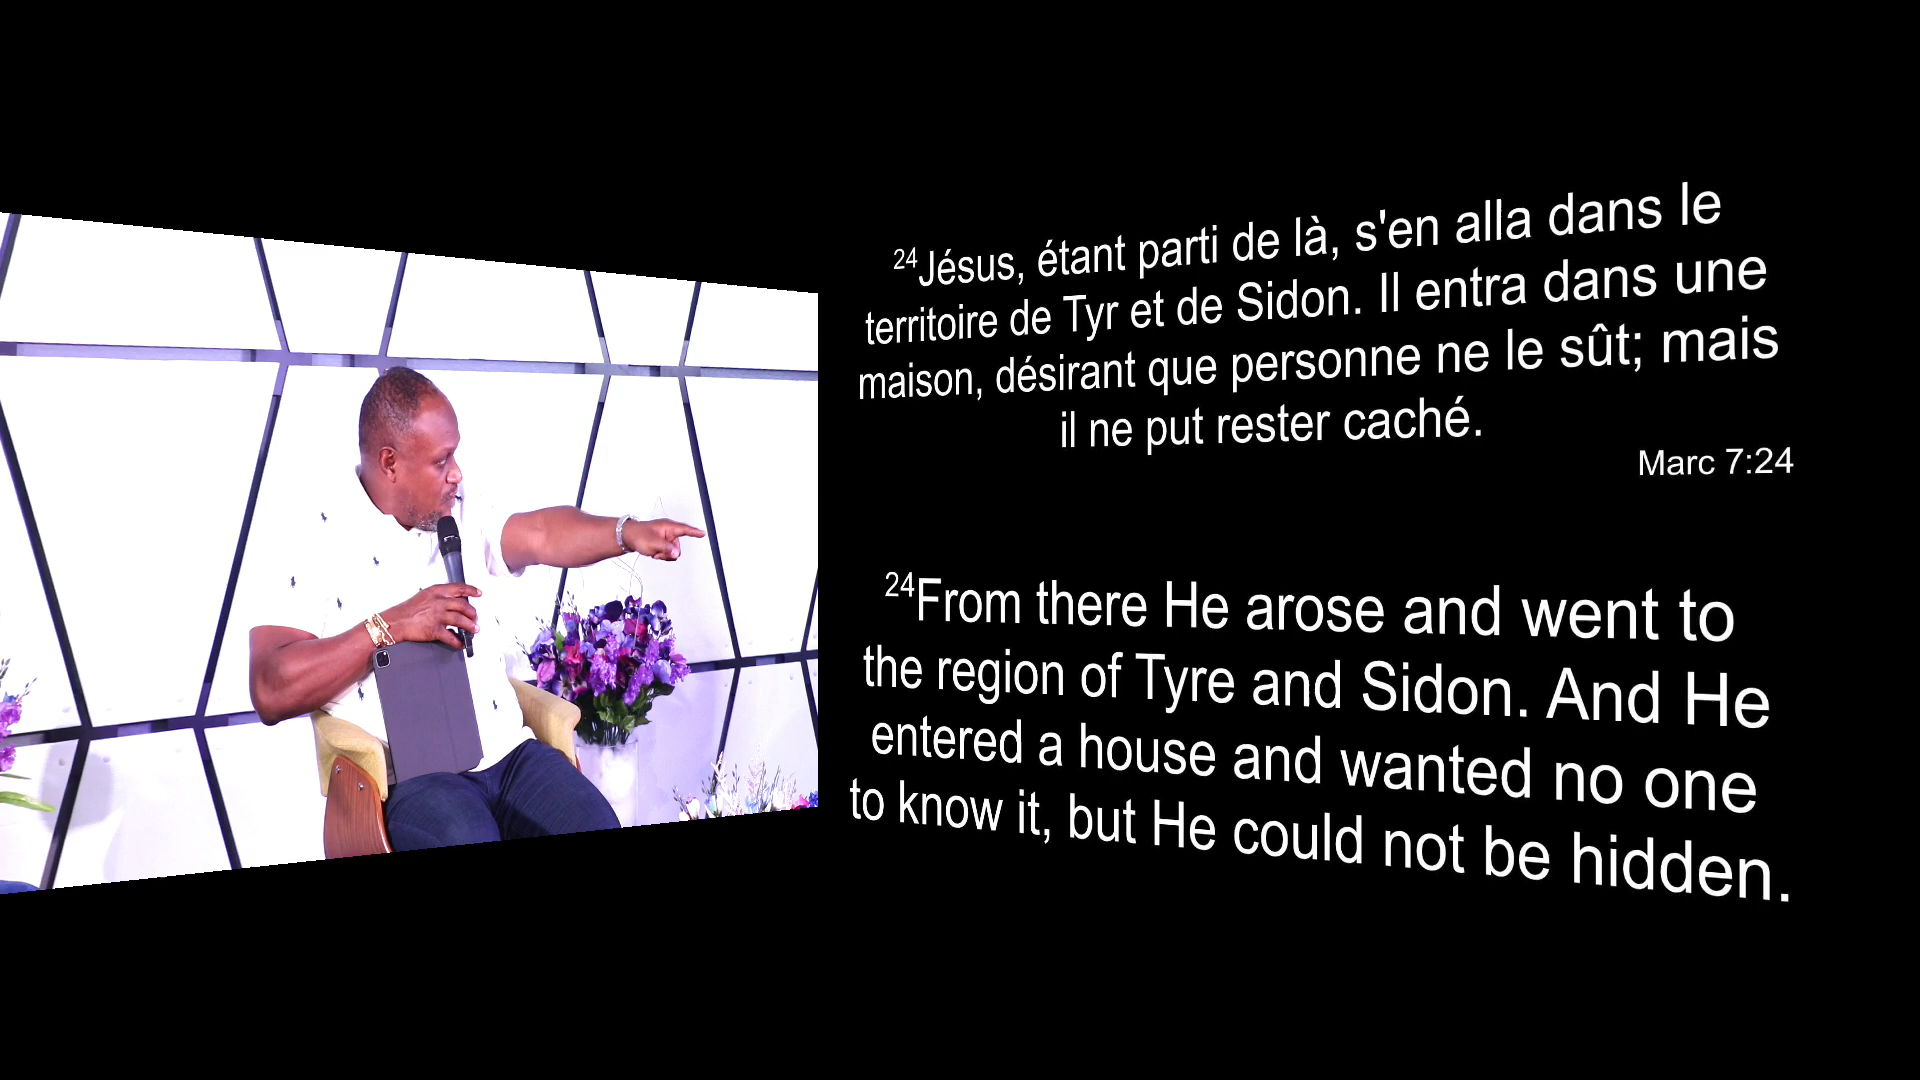 24Jésus, étant parti de là, s'en alla dans le
territoire de Tyr et de Sidon. Il entra dans une
maison, désirant que personne ne le sût; mais
il ne put rester caché.
Marc 7:24
24From there He arose and went to
the region of Tyre and Sidon. And He
entered a house and wanted no one
to know it, but He could not be hidden.